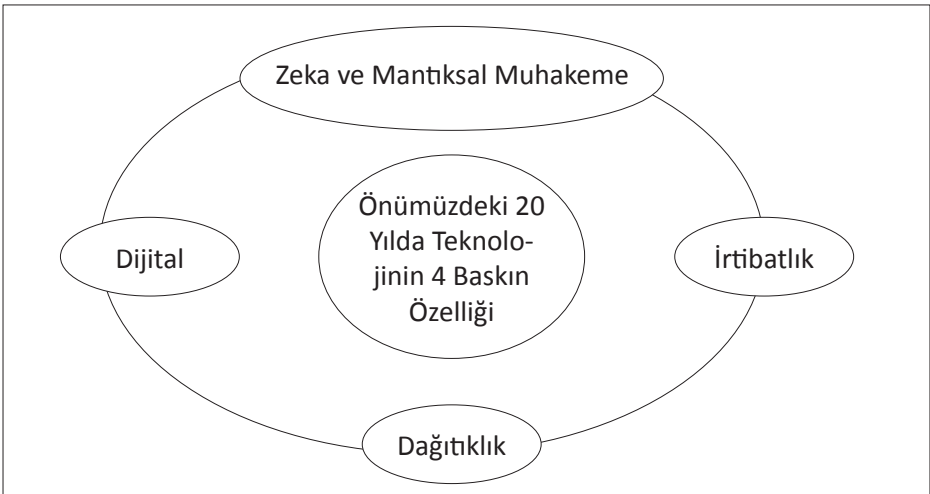 Zeka ve Mantıksal Muhakeme
Önümüzdeki 20
Yılda Teknolo-
jinin 4 Baskın
Özelliği
Dijital
İrtibatlık
Dağıtıklık